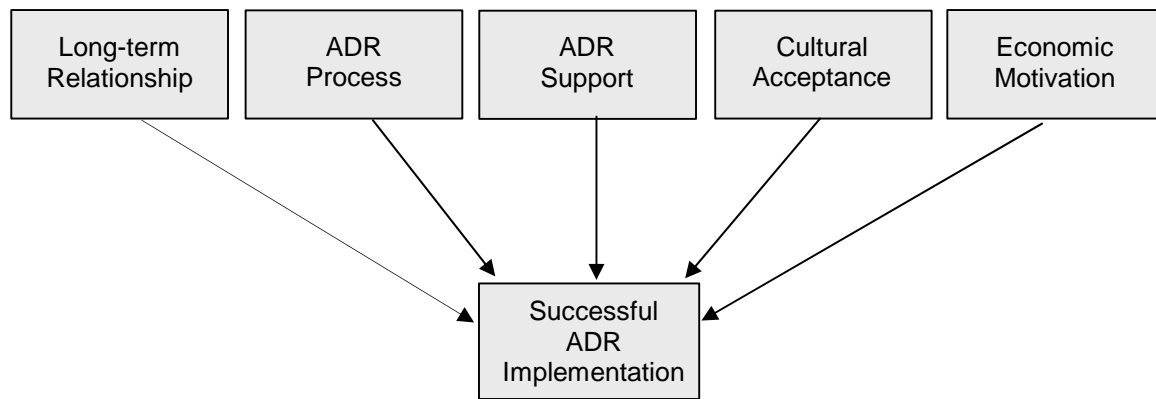 Long-term
Relationship
ADR
Process
ADR
Support
Cultural
Acceptance
Economic
Motivation
Successful
ADR
Implementation